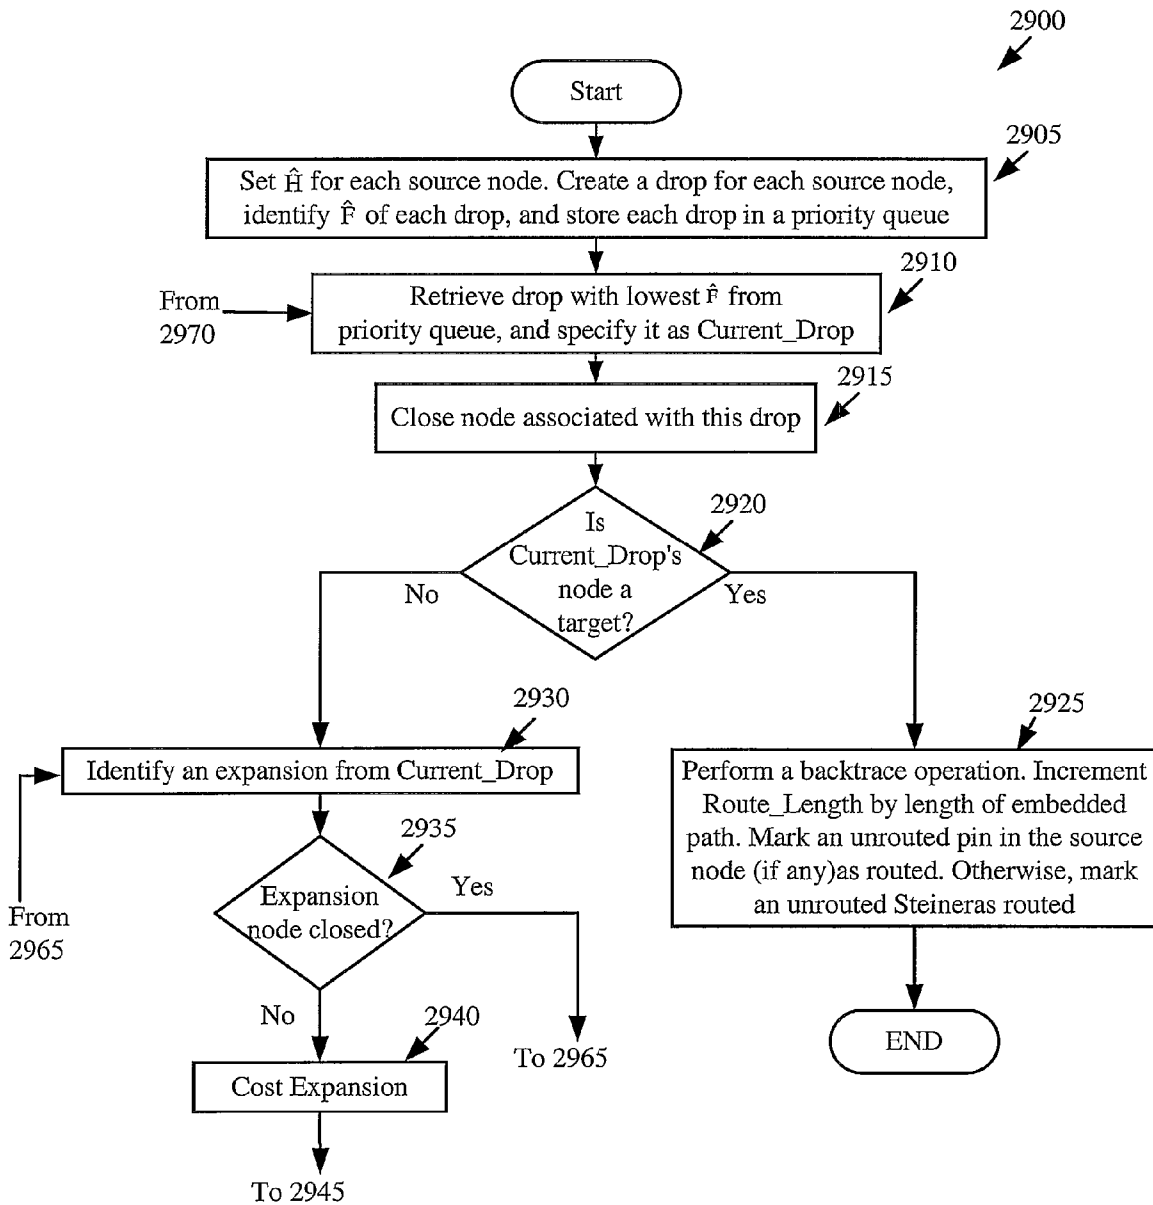 2900
Start
2905
Set Ĥ for each source node. Create a drop for each source node,
identify F̂ of each drop, and store each drop in a priority queue
2910
From
2970
Retrieve drop with lowest F̂ from
priority queue, and specify it as Current_Drop
2915
Close node associated with this drop
2920
Is
Current_Drop's
node a
target?
No
Yes
2930
Identify an expansion from Current_Drop
2925
Perform a backtrace operation. Increment
Route_Length by length of embedded
path. Mark an unrouted pin in the source
node (if any)as routed. Otherwise, mark
an unrouted Steineras routed
2935
Expansion
node closed?
Yes
From
2965
No
2940
To 2965
Cost Expansion
END
To 2945